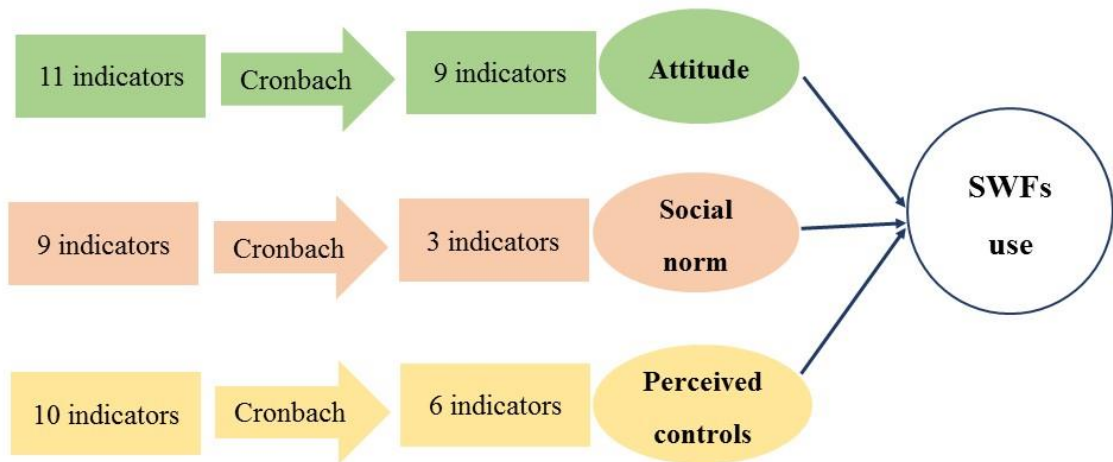 11 indicators
Cronbach
9 indicators
Attitude
9 indicators
Cronbach
3 indicators
Social
norm
10 indicators
Cronbach
6 indicators
Perceived
controls
SWFs
use